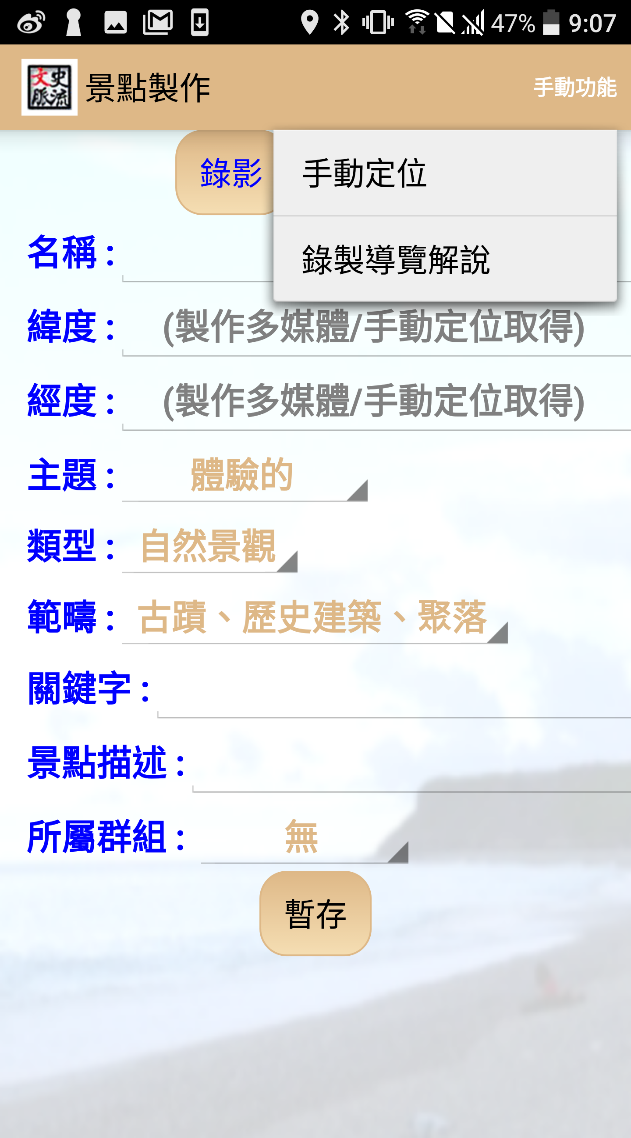 47% 9:07
文史脈流 景點製作 手動功能
錄影
手動定位
錄製導覽解說
名稱 :
緯度 : (製作多媒體/手動定位取得)
經度 : (製作多媒體/手動定位取得)
主題 : 體驗的
類型 : 自然景觀
範疇 : 古蹟、歷史建築、聚落
關鍵字 :
景點描述 :
所屬群組 : 無
暫存